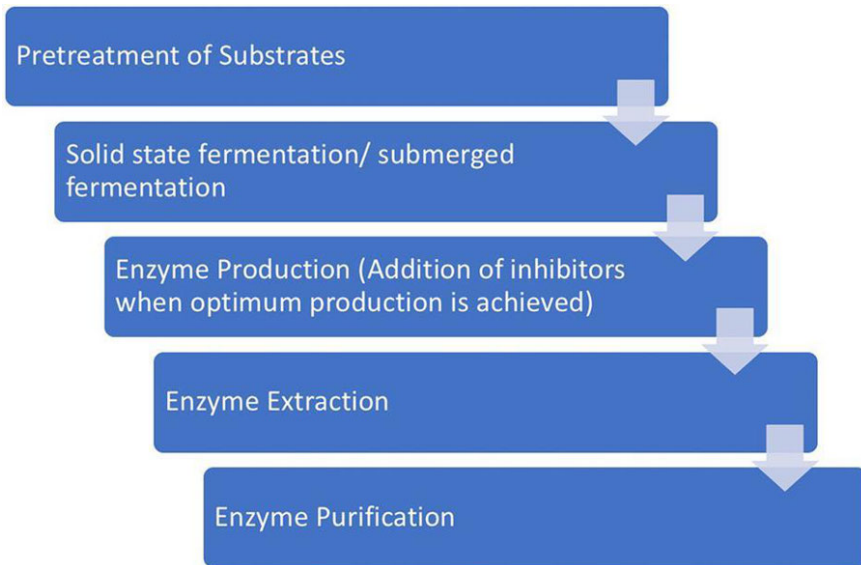 Pretreatment of Substrates
Solid state fermentation/ submerged
fermentation
Enzyme Production (Addition of inhibitors
when optimum production is achieved)
Enzyme Extraction
Enzyme Purification